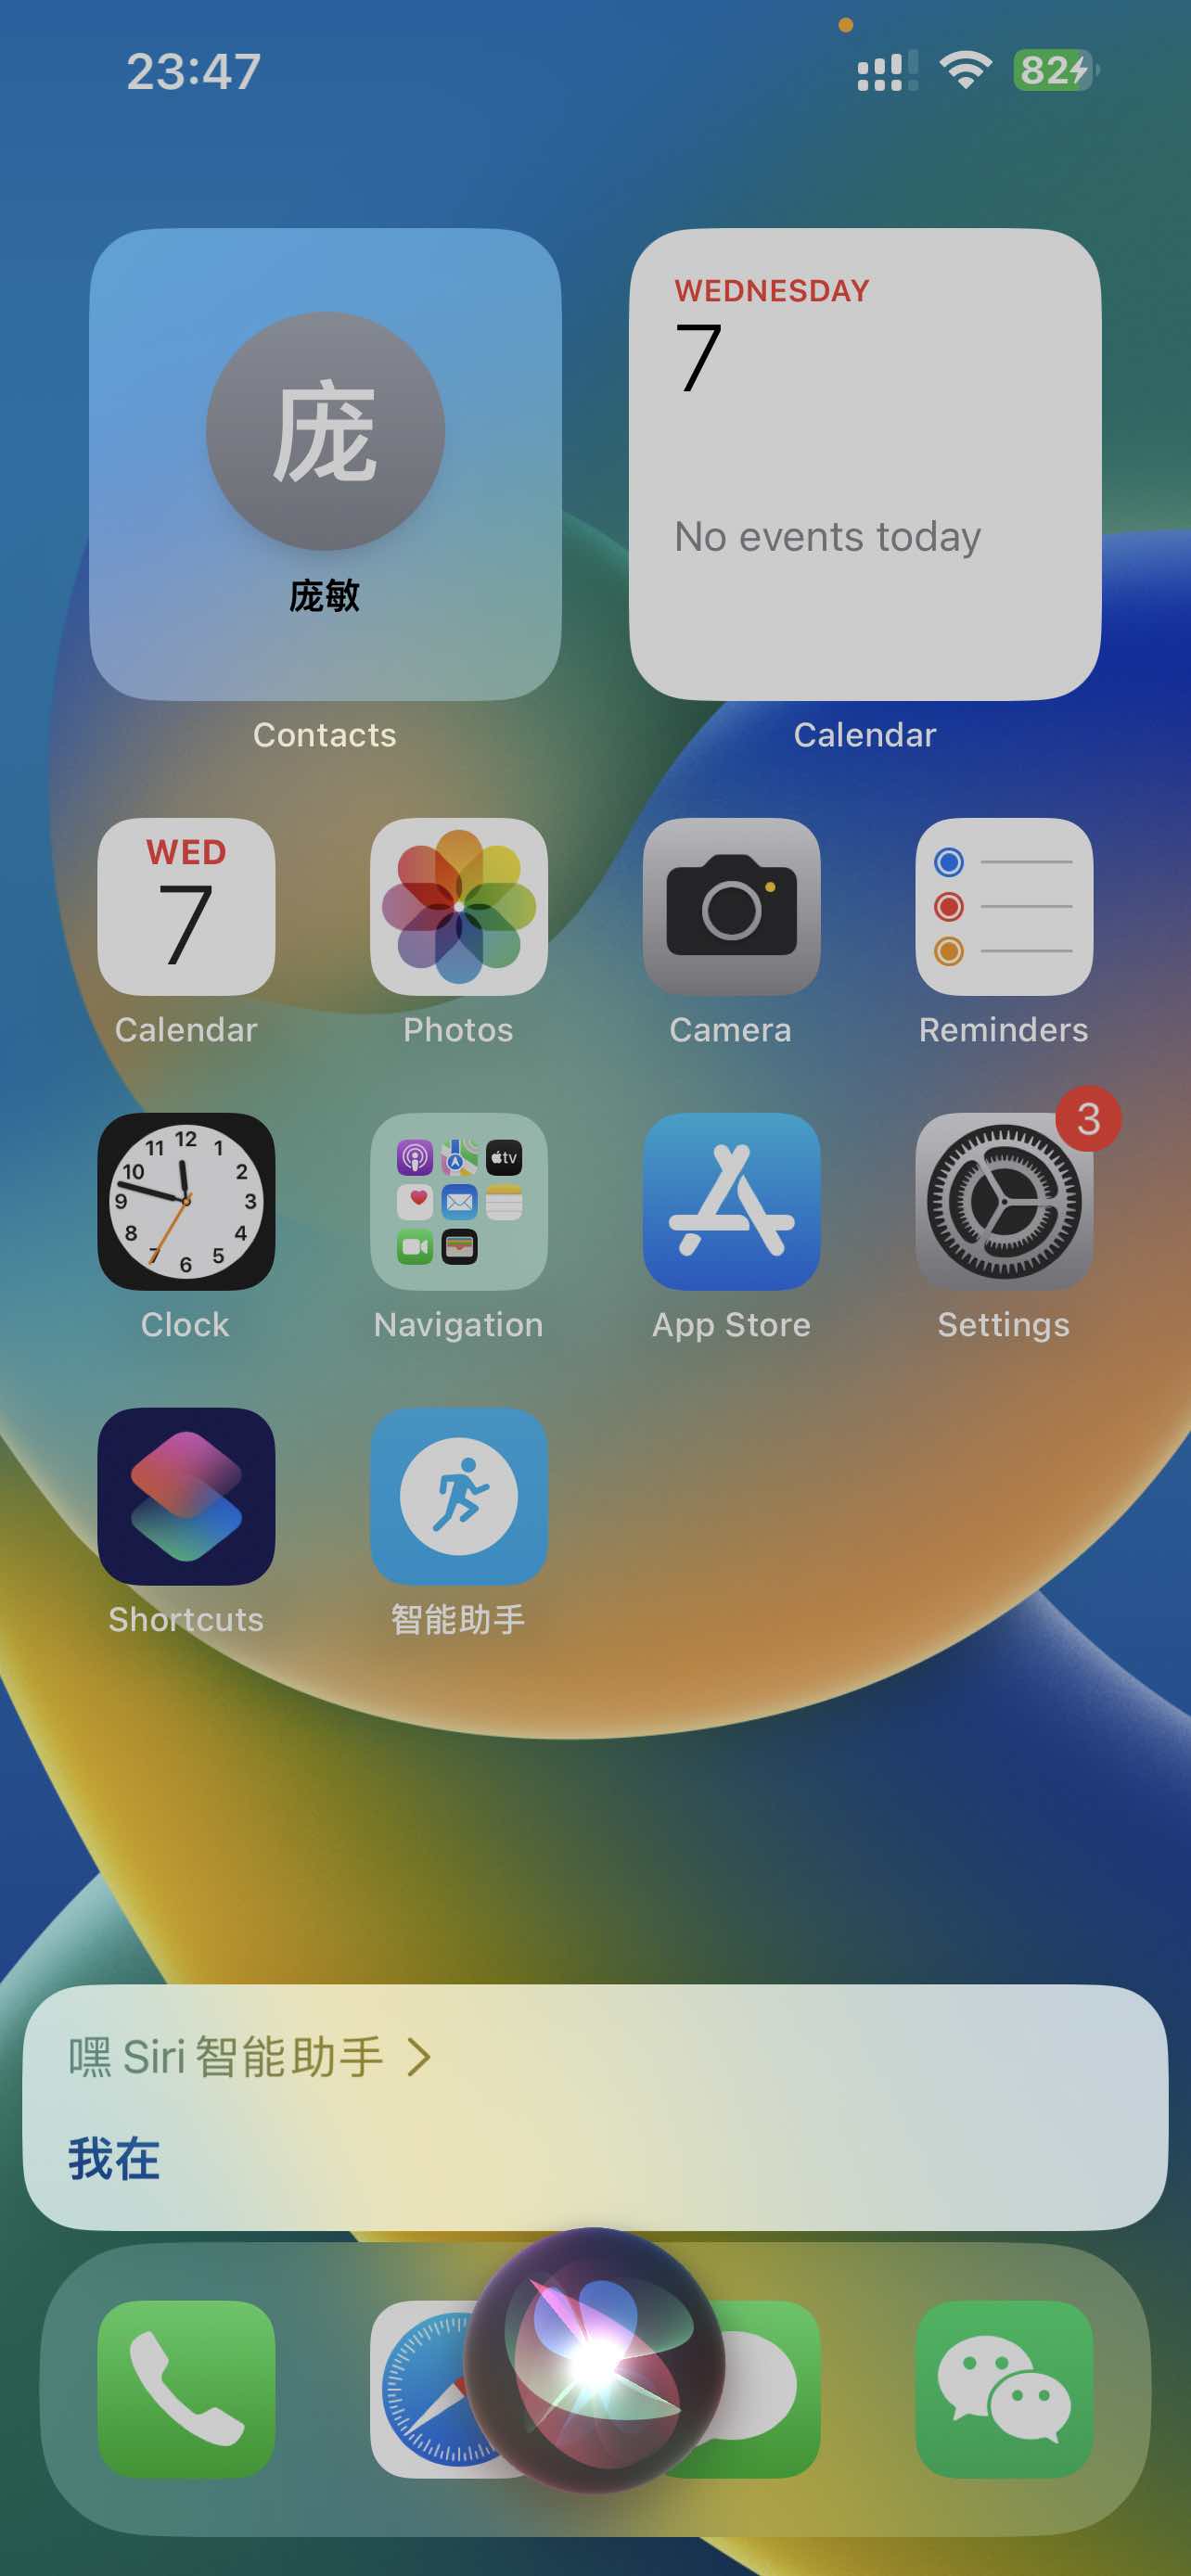 23:47
82
WEDNESDAY
7
No events today
庞
庞敏
Contacts
Calendar
WED
7
Calendar
Photos
Camera
Reminders
12
11
1
10
2
9
3
8
4
7
5
6
tv
3
Clock
Navigation
App Store
Settings
Shortcuts
智能助手
嘿 Siri 智能助手
我在